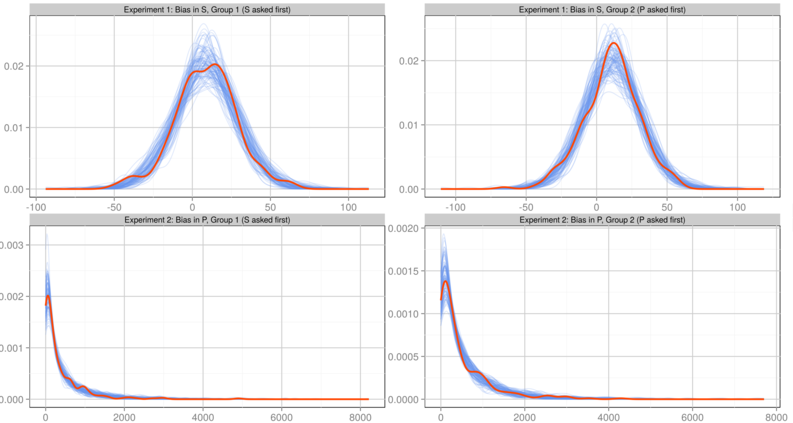 Experiment 1: Bias in S, Group 1 (S asked first)
0.02
0.01
0.00
-100 -50 0 50 100
Experiment 1: Bias in S, Group 2 (P asked first)
0.02
0.01
0.00
-100 -50 0 50 100
Experiment 2: Bias in P, Group 1 (S asked first)
0.003
0.002
0.001
0.000
0 2000 4000 6000 8000
Experiment 2: Bias in P, Group 2 (P asked first)
0.0020
0.0015
0.0010
0.0005
0.0000
0 2000 4000 6000 8000